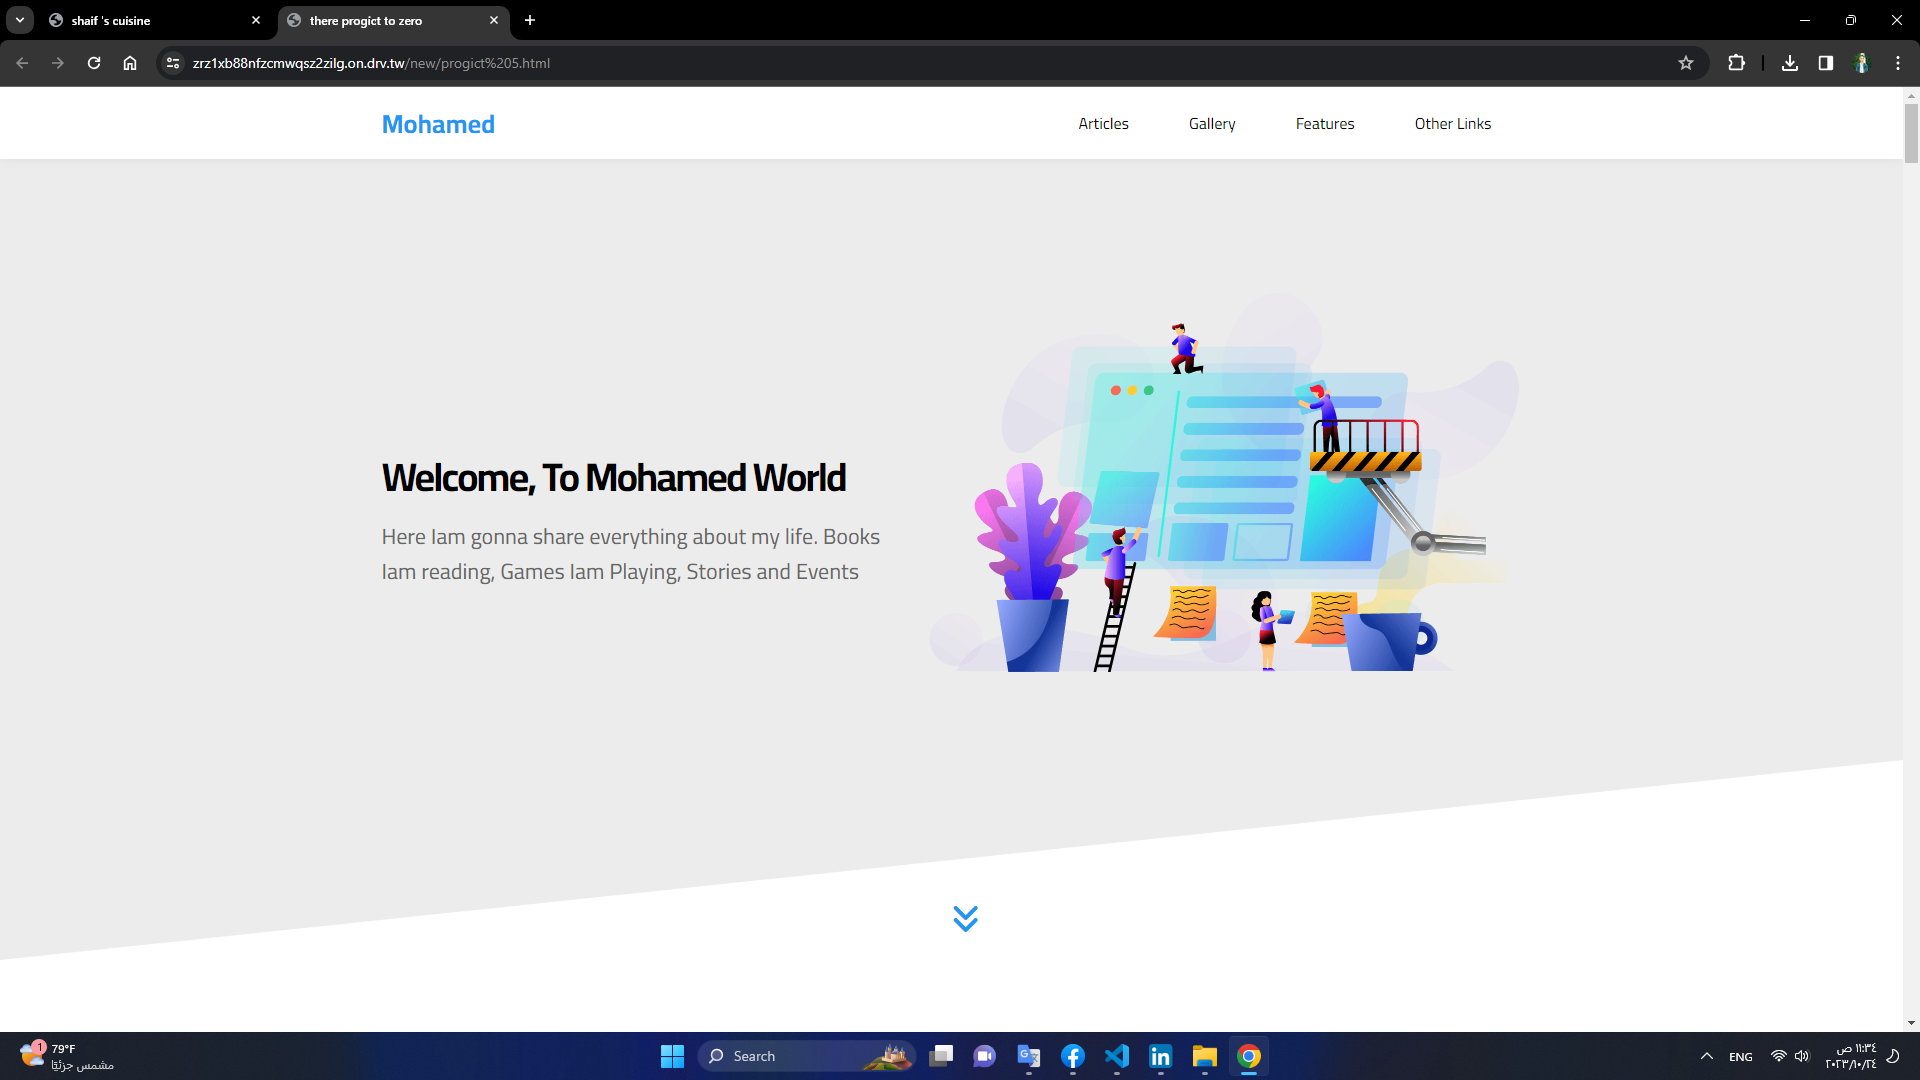 shaif 's cuisine
there progict to zero
zrz1xb88nfzcmwqsz2zilg.on.drv.tw/new/progict%205.html
Mohamed
Articles
Gallery
Features
Other Links
Welcome, To Mohamed World
Here Iam gonna share everything about my life. Books
Iam reading, Games Iam Playing, Stories and Events
1
79°F
مشمس جزئيًا
Search
ENG
١١:٣٤ ص
٢٠٢٣/١٠/٢٤